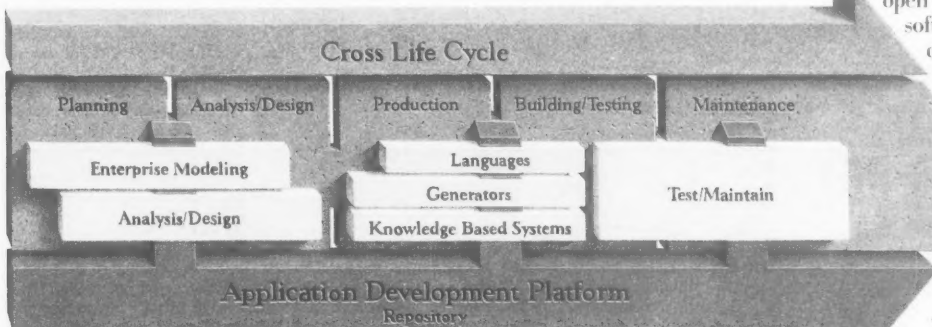 open
Cross Life Cycle
Planning Analysis/Design Production Building/Testing Maintenance
Enterprise Modeling
Analysis/Design
Languages
Generators
Knowledge Based Systems
Test/Maintain
Application Development Platform
Repository